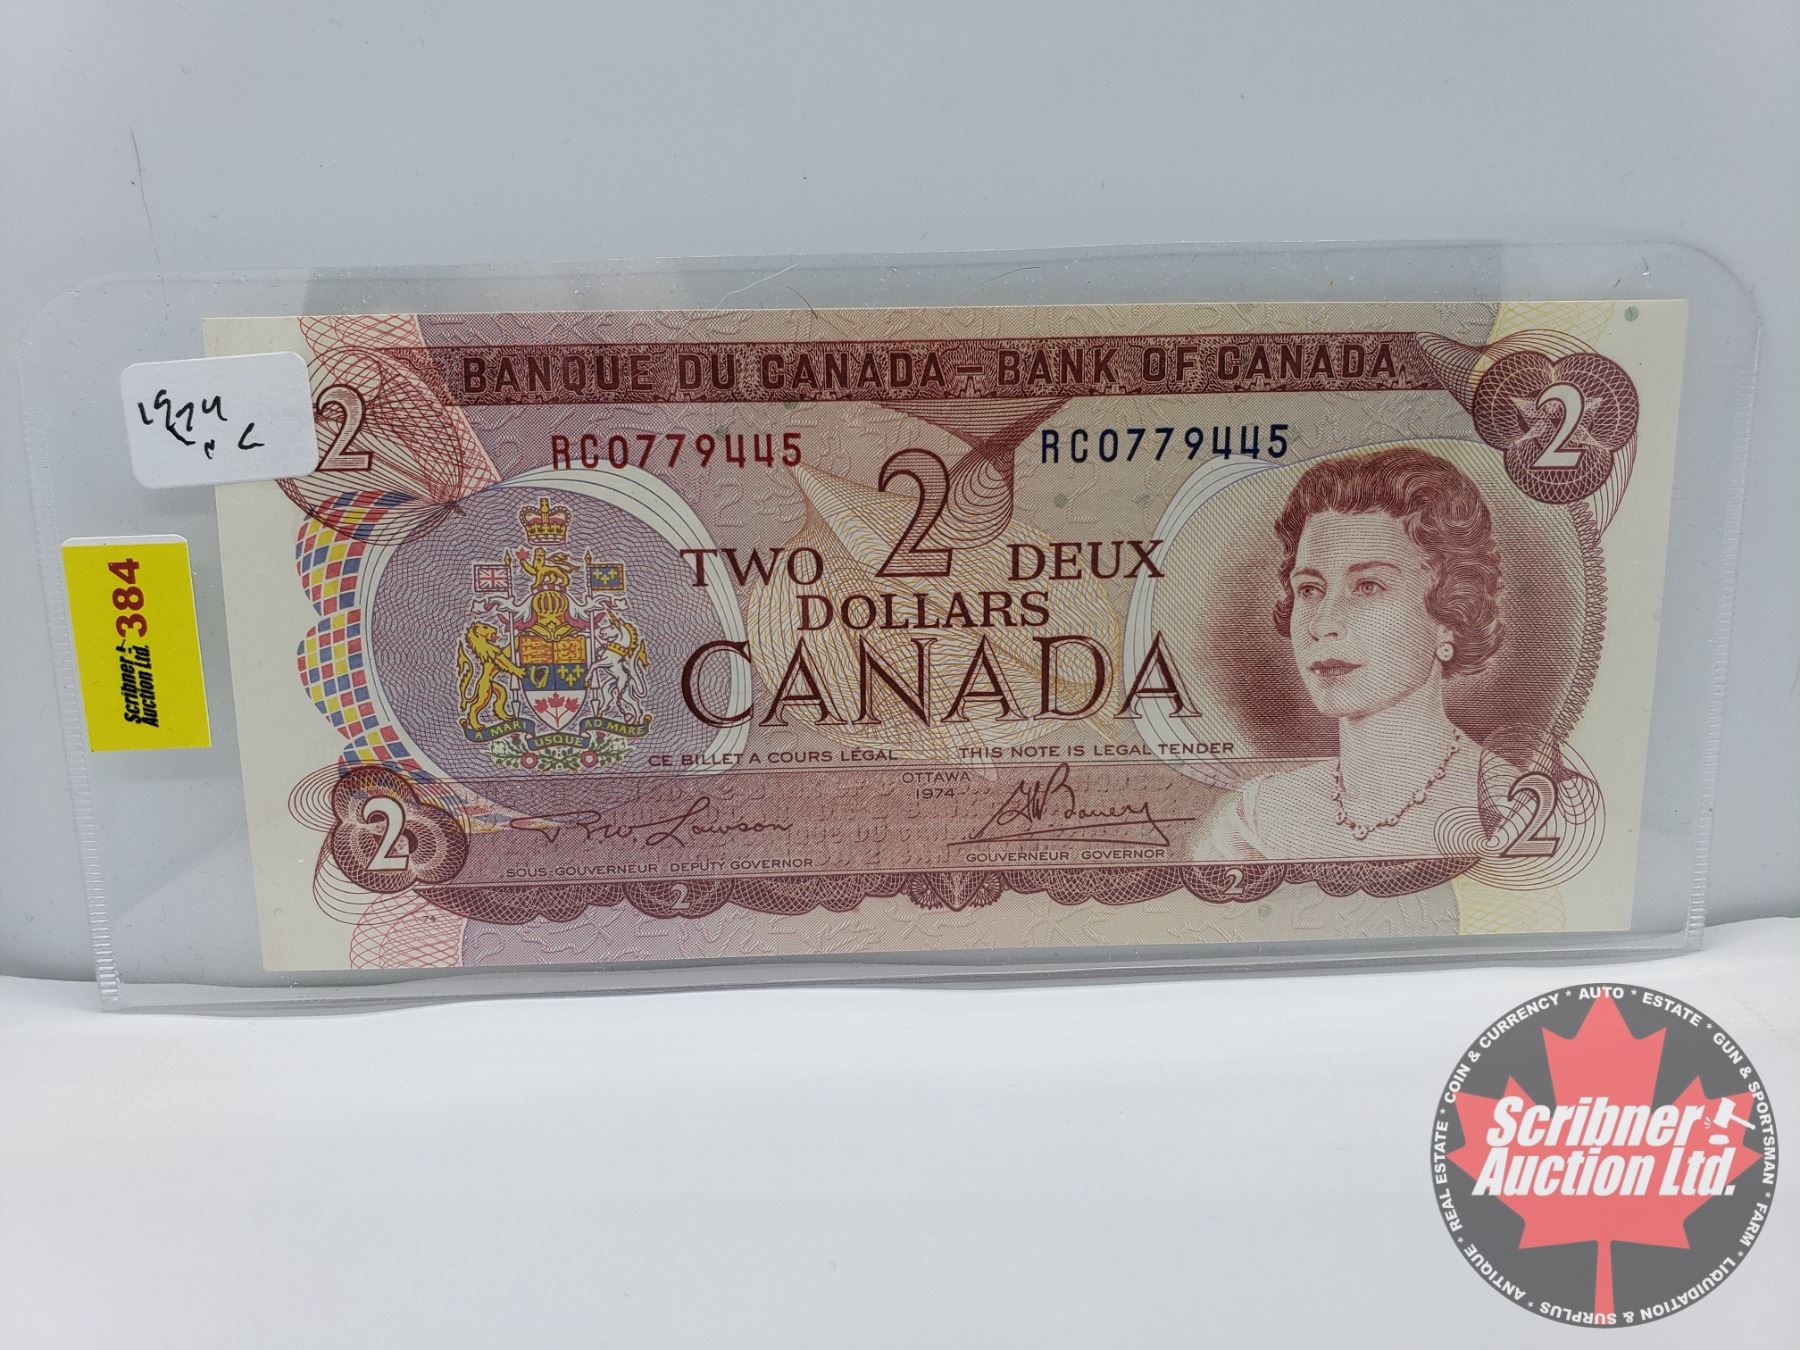 BANQUE DU CANADA – BANK OF CANADA
2
2
1974
RC0779445
RC0779445
2
TWO DEUX
DOLLARS
CANADA
384
Scribner
Auction Ltd.
A MARI USQUE AD MARE
CE BILLET A COURS LÉGAL
THIS NOTE IS LEGAL TENDER
OTTAWA
1974
R.W. Lawson
G K Bouey
SOUS-GOUVERNEUR DEPUTY GOVERNOR
GOUVERNEUR GOVERNOR
2
2
2
2
74
COIN & CURRENCY * AUTO * ESTATE * GUN & SPORTSMAN * FARM * LIQUIDATION & SURPLUS * ANTIQUE * REAL ESTATE *
Scribner
Auction Ltd.